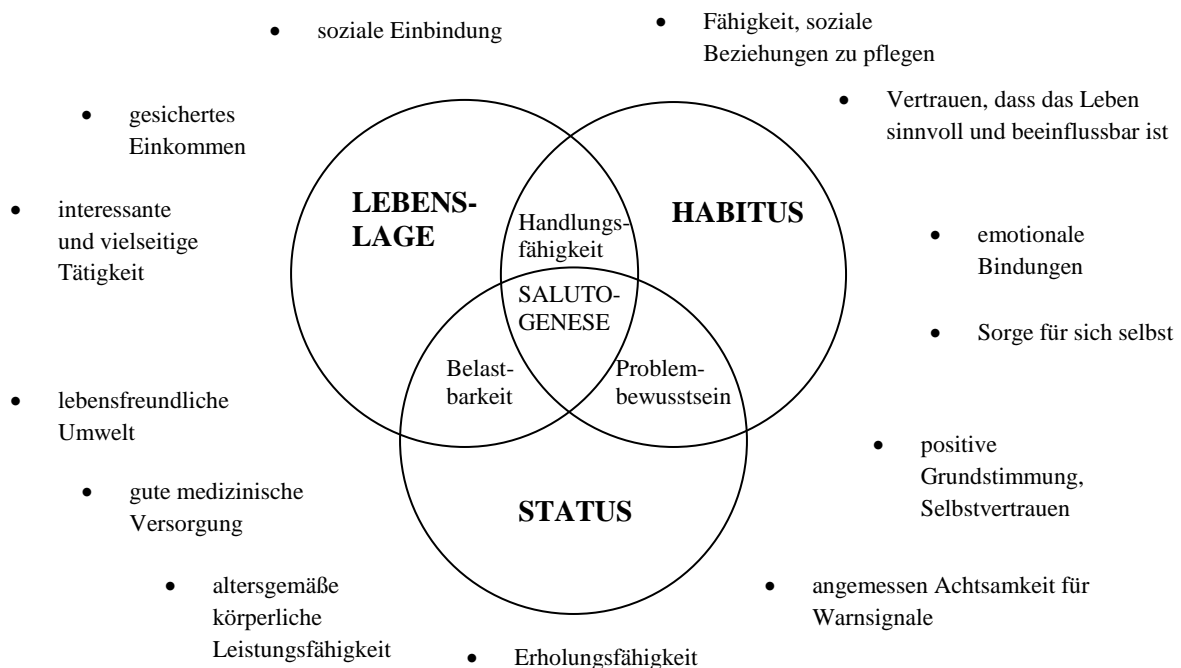 • soziale Einbindung
• Fähigkeit, soziale
Beziehungen zu pflegen
• gesichertes
Einkommen
• Vertrauen, dass das Leben
sinnvoll und beeinflussbar ist
• interessante
und vielseitige
Tätigkeit
LEBENS-
LAGE
Handlungs-
fähigkeit
HABITUS
• emotionale
Bindungen
SALUTO-
GENESE
• Sorge für sich selbst
Belast-
barkeit
Problem-
bewusstsein
• lebensfreundliche
Umwelt
• positive
Grundstimmung,
Selbstvertrauen
• gute medizinische
Versorgung
STATUS
• altersgemäße
körperliche
Leistungsfähigkeit
• angemessen Achtsamkeit für
Warnsignale
• Erholungsfähigkeit